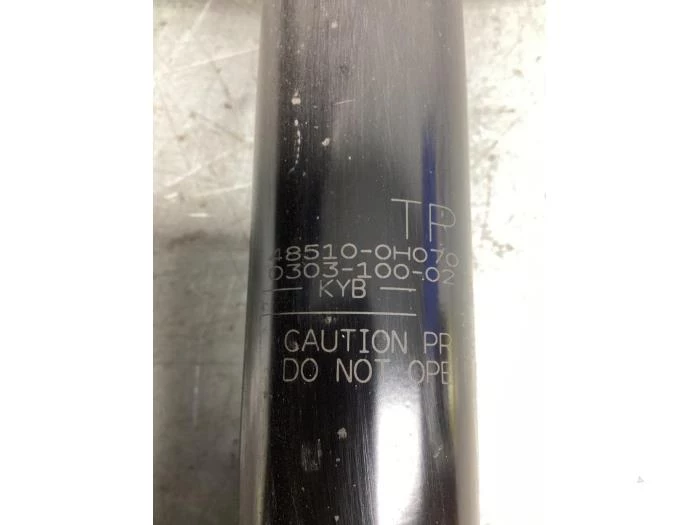 TP
48510-0H070
0303-100-02
KYB
CAUTION PR
DO NOT OPE